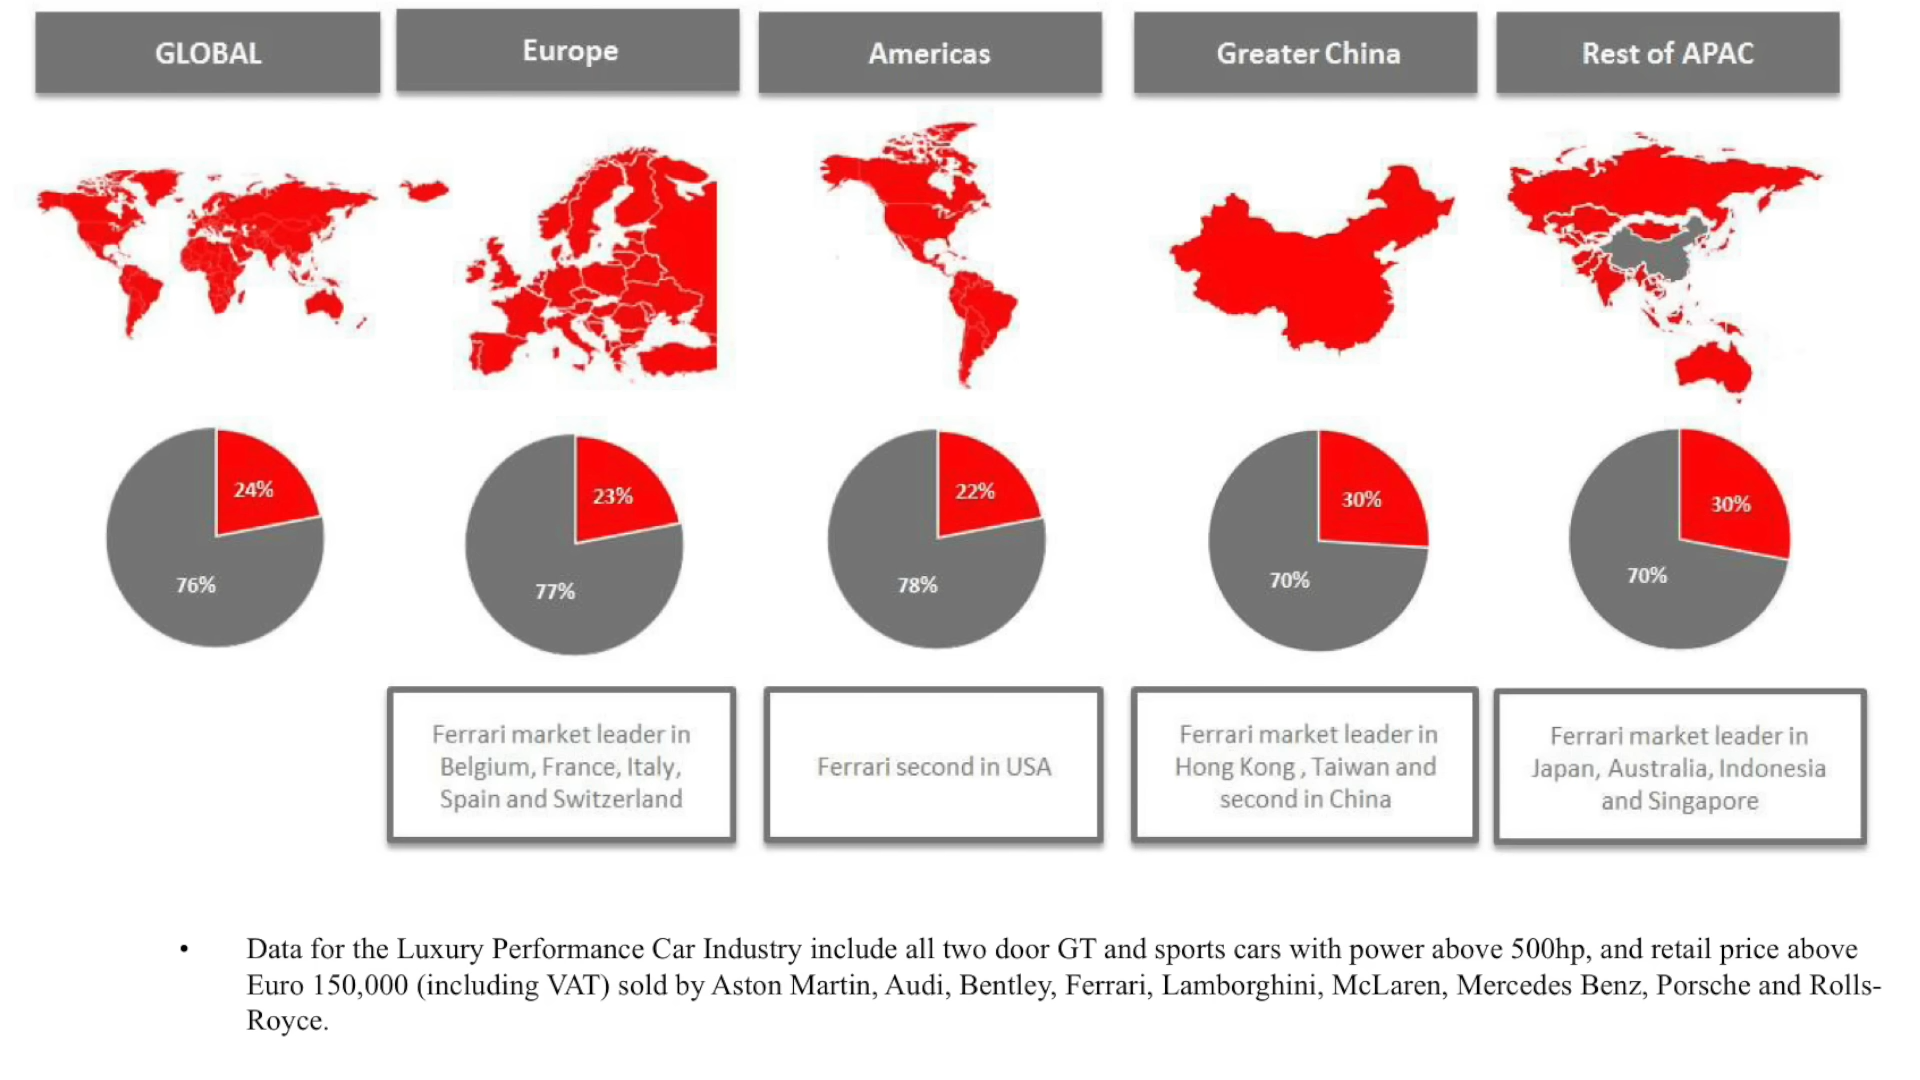 GLOBAL
Europe
Americas
Greater China
Rest of APAC
24%
76%
23%
77%
22%
78%
30%
70%
30%
70%
Ferrari market leader in
Belgium, France, Italy,
Spain and Switzerland
Ferrari second in USA
Ferrari market leader in
Hong Kong , Taiwan and
second in China
Ferrari market leader in
Japan, Australia, Indonesia
and Singapore
• Data for the Luxury Performance Car Industry include all two door GT and sports cars with power above 500hp, and retail price above
Euro 150,000 (including VAT) sold by Aston Martin, Audi, Bentley, Ferrari, Lamborghini, McLaren, Mercedes Benz, Porsche and Rolls-
Royce.